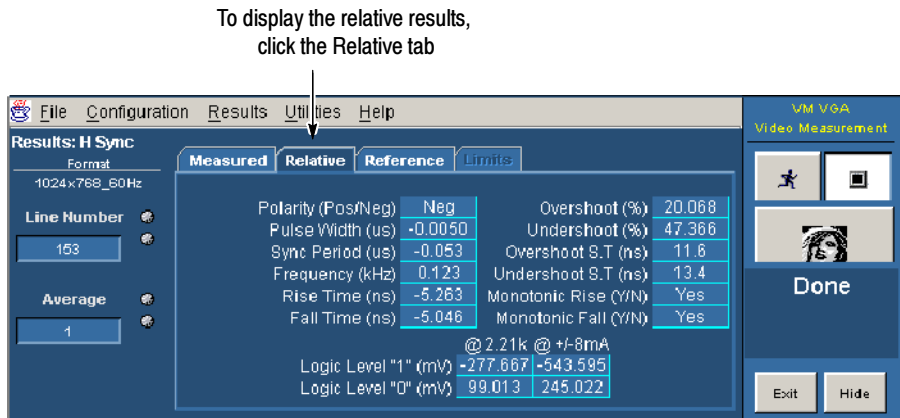 To display the relative results,
click the Relative tab
File Configuration Results Utilities Help
VM VGA
Video Measurement
Results: H Sync
Format
1024x768_60Hz
Measured Relative Reference Limits
Line Number
153
Average
1
Polarity (Pos/Neg) Neg Overshoot (%) 20.068
Pulse Width (us) -0.0050 Undershoot (%) 47.366
Sync Period (us) -0.053 Overshoot S.T (ns) 11.6
Frequency (kHz) 0.123 Undershoot S.T (ns) 13.4
Rise Time (ns) -5.263 Monotonic Rise (Y/N) Yes
Fall Time (ns) -5.046 Monotonic Fall (Y/N) Yes
@ 2.21k @ +/-8mA
Logic Level "1" (mV) -277.667 -543.595
Logic Level "0" (mV) 99.013 245.022
Done
Exit Hide